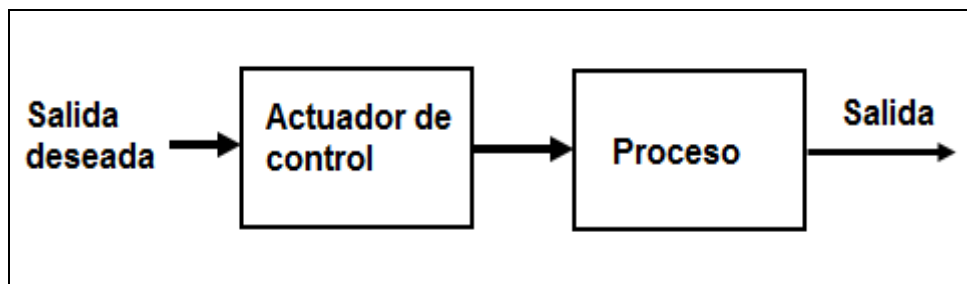 Salida
deseada
Actuador de
control
Proceso
Salida